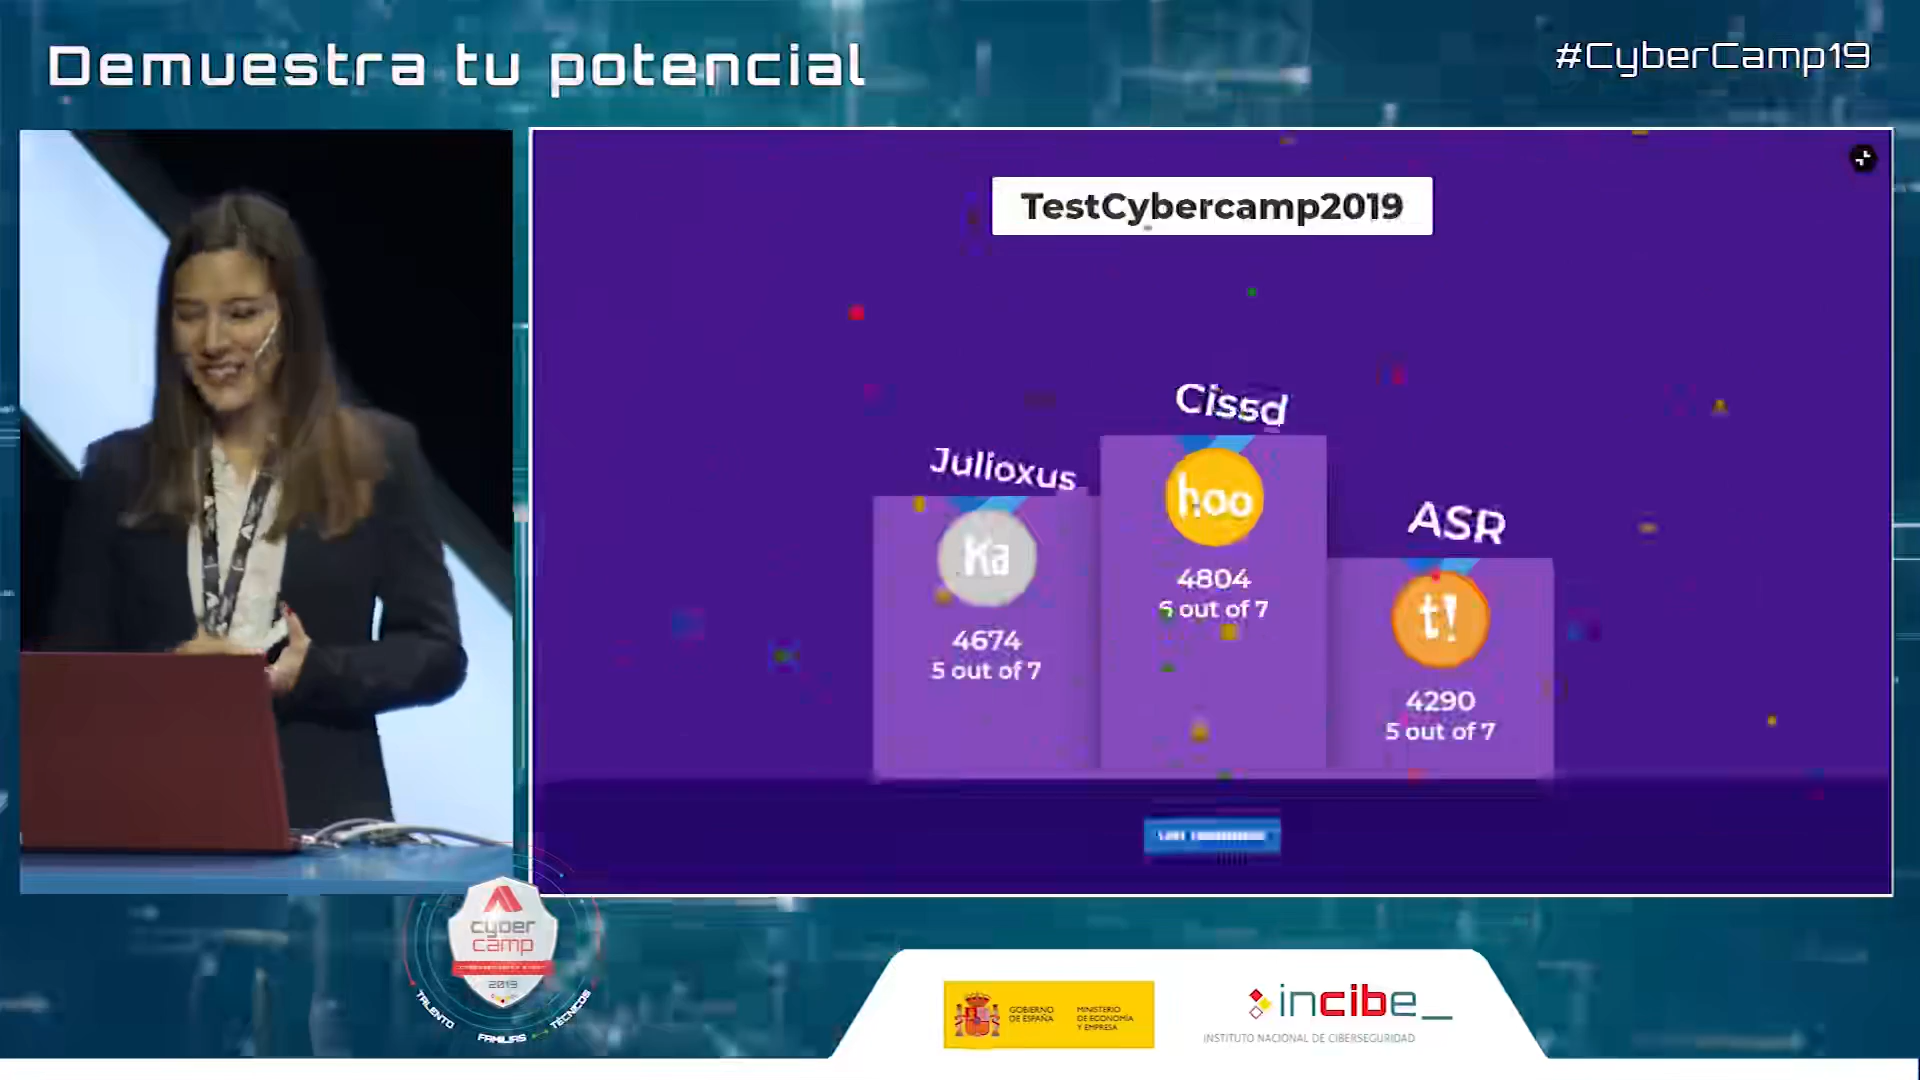 Demuestra tu potencial
#CyberCamp19
TestCybercamp2019
Cissd
Julioxus
ASR
hoo
Ka
t!
4804
out of 7
4674
5 out of 7
4290
5 out of 7
cyber
camp
2019
TALENTO
FAMILIAS
TÉCNICOS
GOBIERNO
DE ESPAÑA
MINISTERIO
DE ECONOMÍA
Y EMPRESA
incibe_
INSTITUTO NACIONAL DE CIBERSEGURIDAD